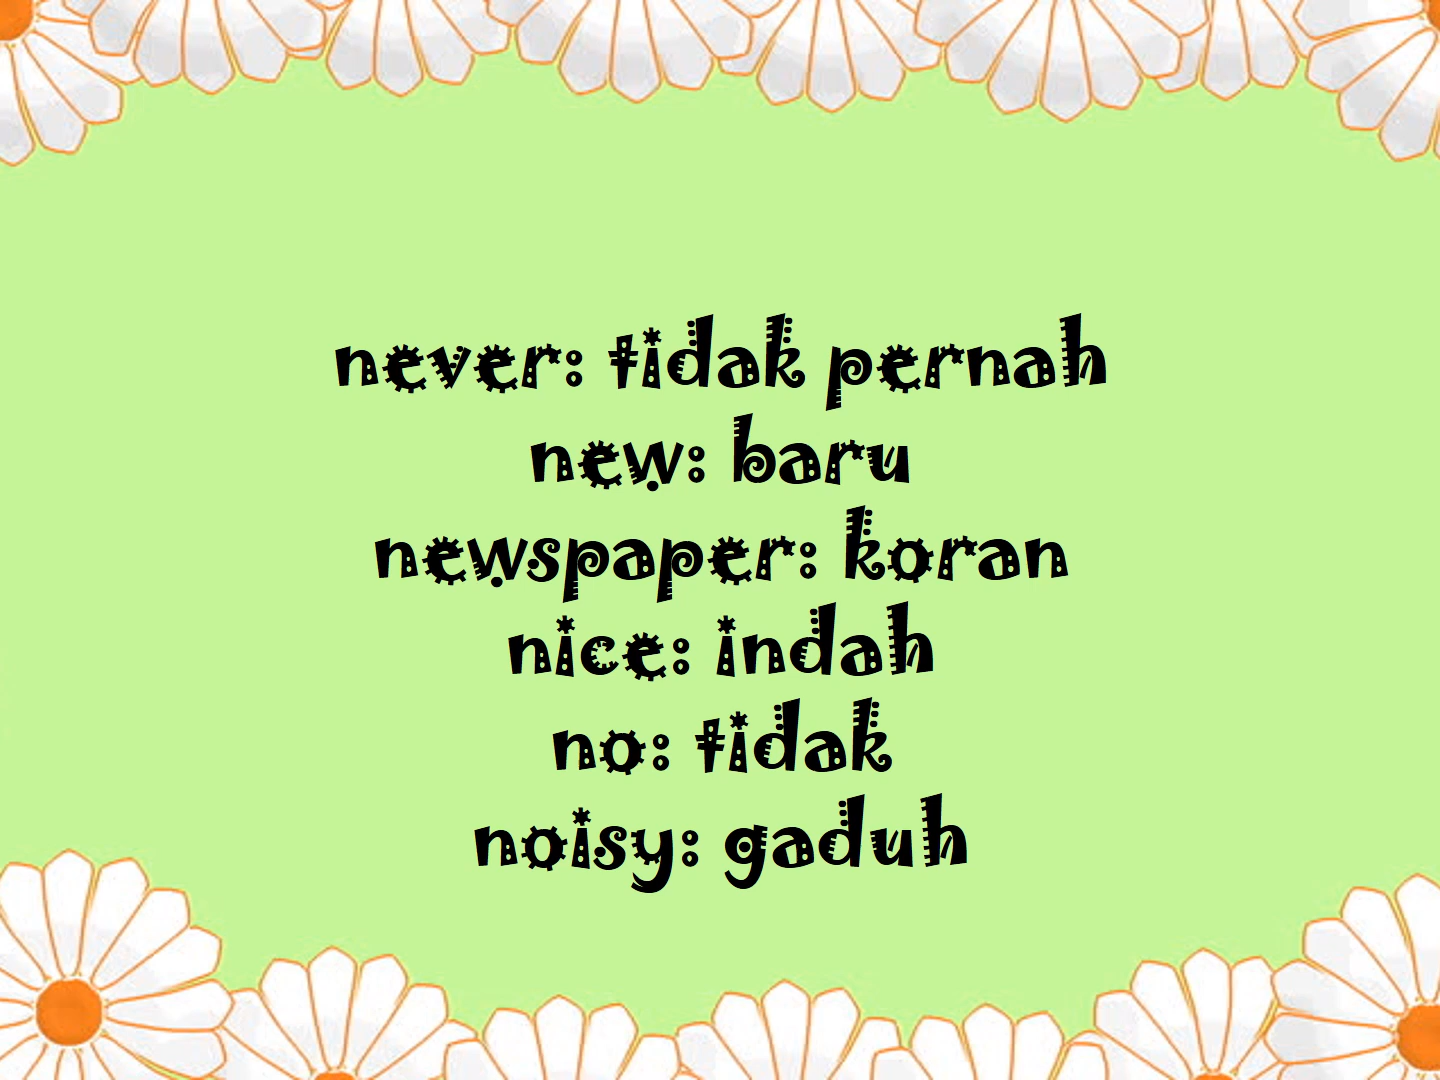 never: tidak pernah
new: baru
newspaper: koran
nice: indah
no: tidak
noisy: gaduh